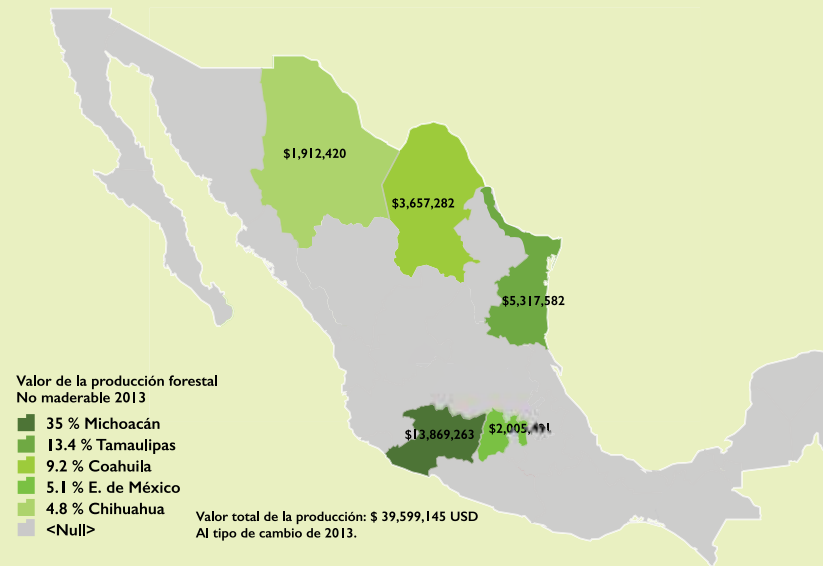 $1,912,420
$3,657,282
$5,317,582
$13,869,263
Valor de la producción forestal
No maderable 2013
35 % Michoacán
13.4 % Tamaulipas
9.2 % Coahuila
5.1 % E. de México
4.8 % Chihuahua
<Null>
Valor total de la producción: $ 39,599,145 USD
Al tipo de cambio de 2013.